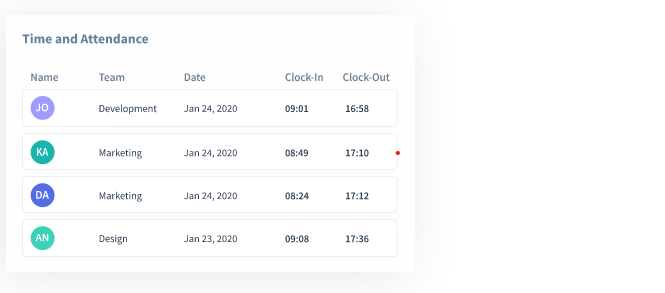 Time and Attendance
Name Team Date Clock-In Clock-Out
JO Development Jan 24, 2020 09:01 16:58
KA Marketing Jan 24, 2020 08:49 17:10
DA Marketing Jan 24, 2020 08:24 17:12
AN Design Jan 23, 2020 09:08 17:36